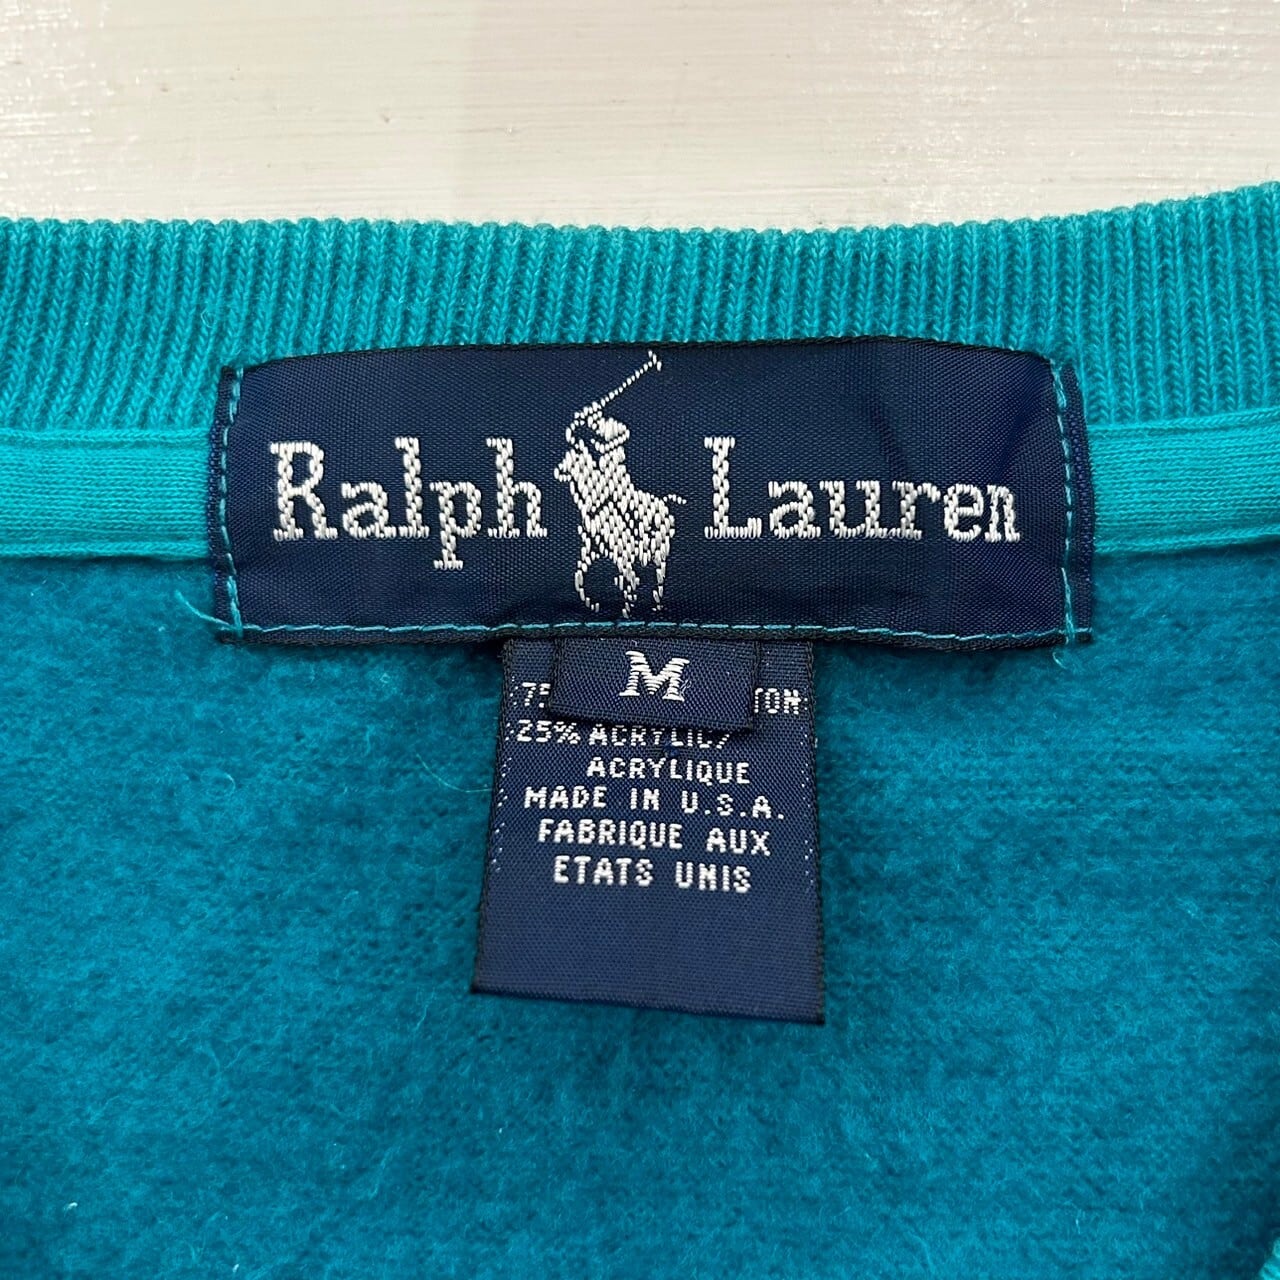 Ralph Lauren
M
25% ACRYLIC/
ACRYLIQUE
MADE IN U.S.A.
FABRIQUE AUX
ETATS UNIS